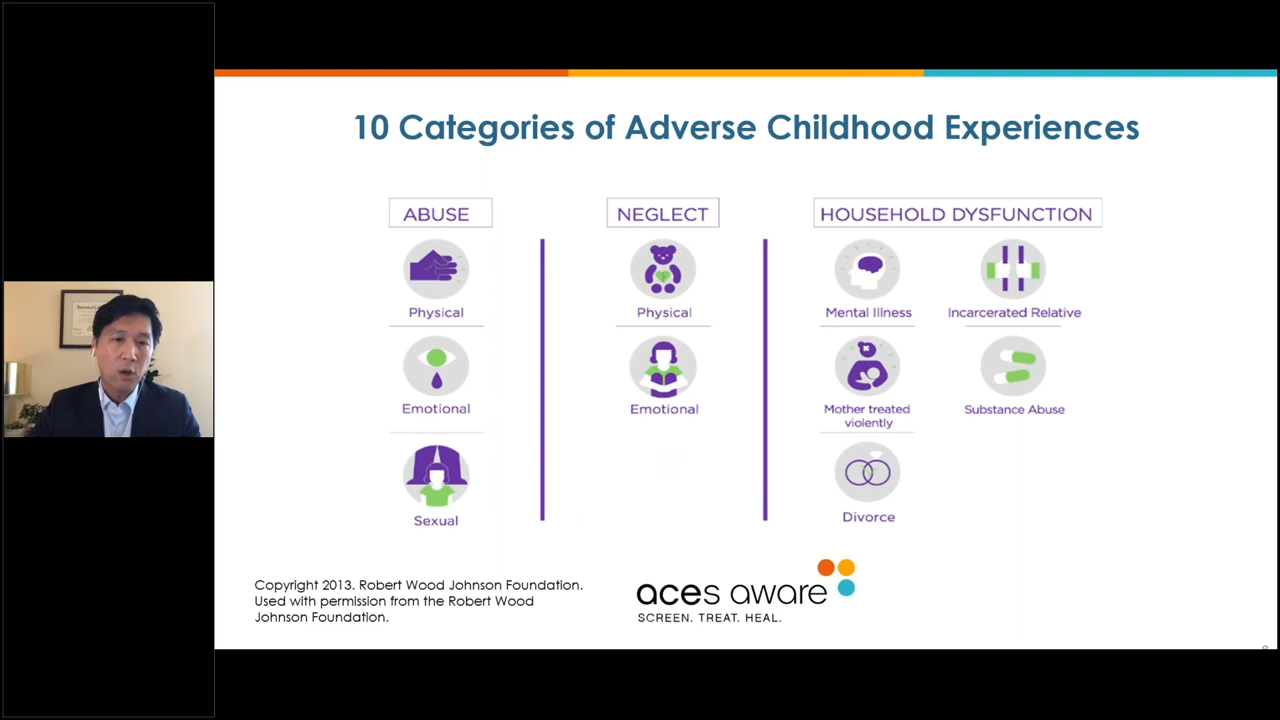 10 Categories of Adverse Childhood Experiences
ABUSE
Physical
Emotional
Sexual
NEGLECT
Physical
Emotional
HOUSEHOLD DYSFUNCTION
Mental Illness
Incarcerated Relative
Mother treated
violently
Substance Abuse
Divorce
Copyright 2013. Robert Wood Johnson Foundation.
Used with permission from the Robert Wood
Johnson Foundation.
aces aware
SCREEN. TREAT. HEAL.